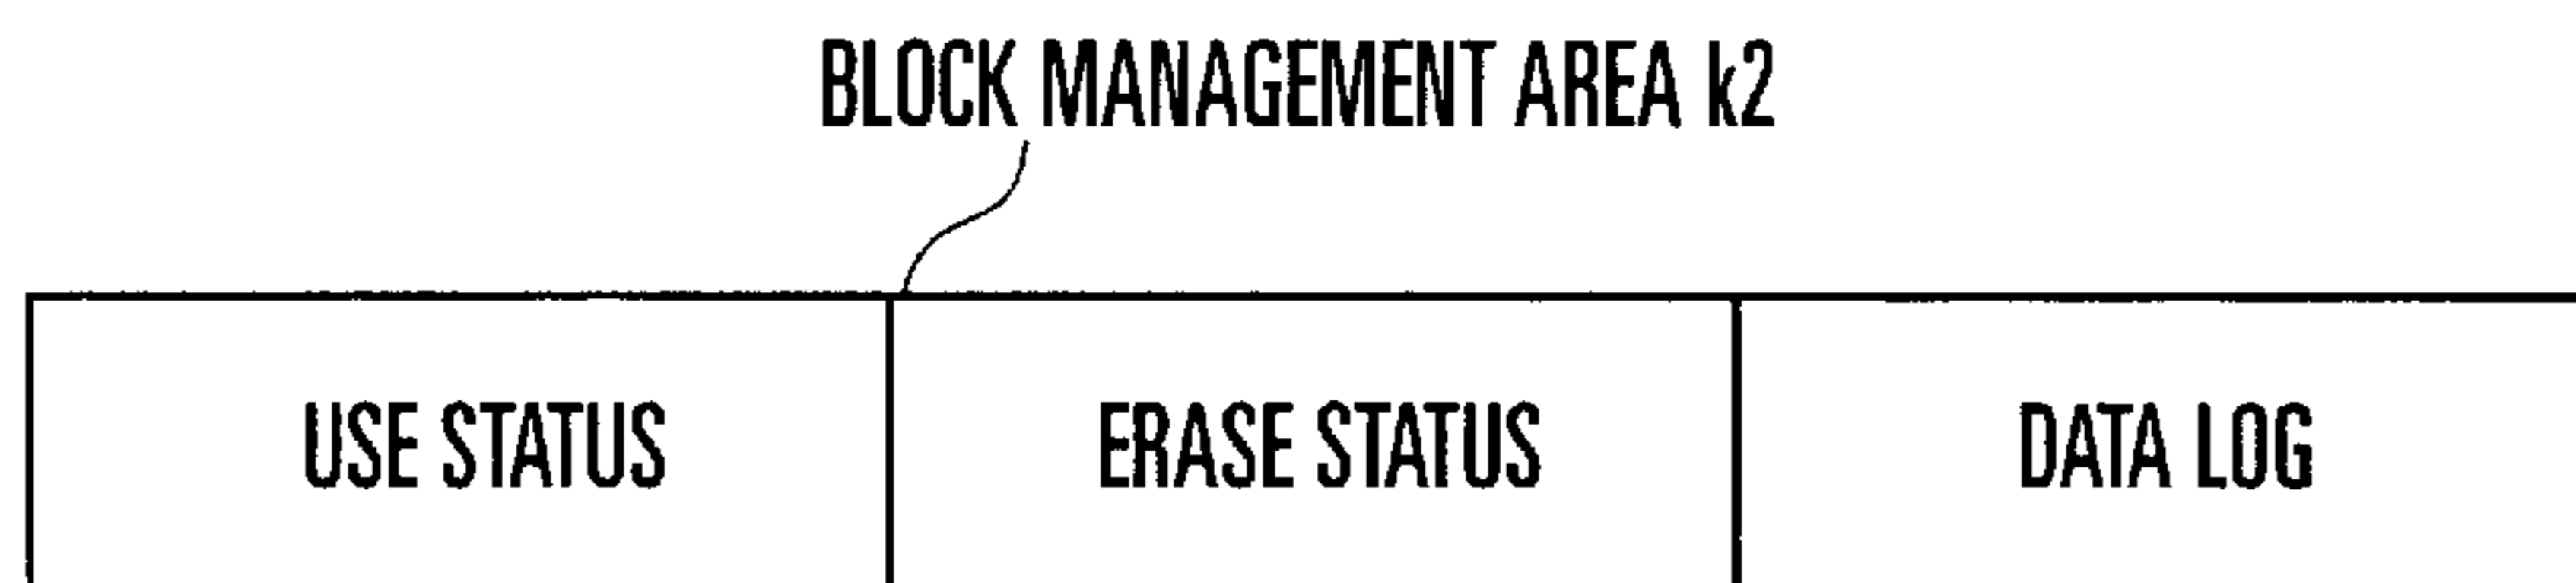 BLOCK MANAGEMENT AREA k2
USE STATUS ERASE STATUS DATA LOG